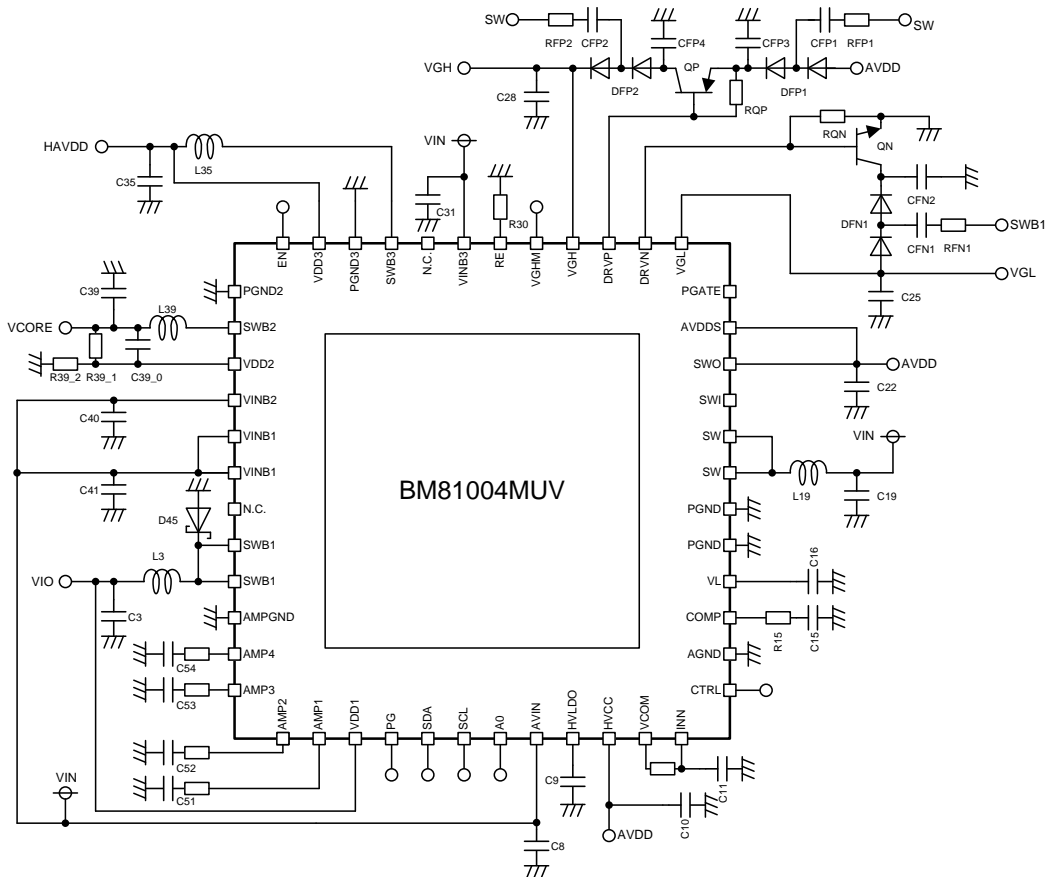 SW
RFP2
CFP2
CFP4
CFP3
CFP1
RFP1
SW
VGH
QP
AVDD
C28
DFP2
RQP
DFP1
HAVDD
L35
C35
VIN
C31
R30
RQN
QN
CFN2
DFN1
CFN1
RFN1
SWB1
VGL
C25
EN
VDD3
PGND3
SWB3
N.C.
VINB3
RE
VGHM
VGH
DRVP
DRVN
VGL
C39
VCORE
L39
R39_2
R39_1
C39_0
C40
C41
D45
L3
VIO
C3
C54
C53
C52
C51
VIN
PGND2
SWB2
VDD2
VINB2
VINB1
VINB1
N.C.
SWB1
SWB1
AMPGND
AMP4
AMP3
BM81004MUV
PGATE
AVDDS
SWO
SWI
SW
SW
PGND
PGND
VL
COMP
AGND
CTRL
AVDD
C22
VIN
L19
C19
C16
R15
C15
AMP2
AMP1
VDD1
PG
SDA
SCL
A0
AVIN
HVLDO
HVCC
VCOM
INN
C9
C11
C10
AVDD
C8